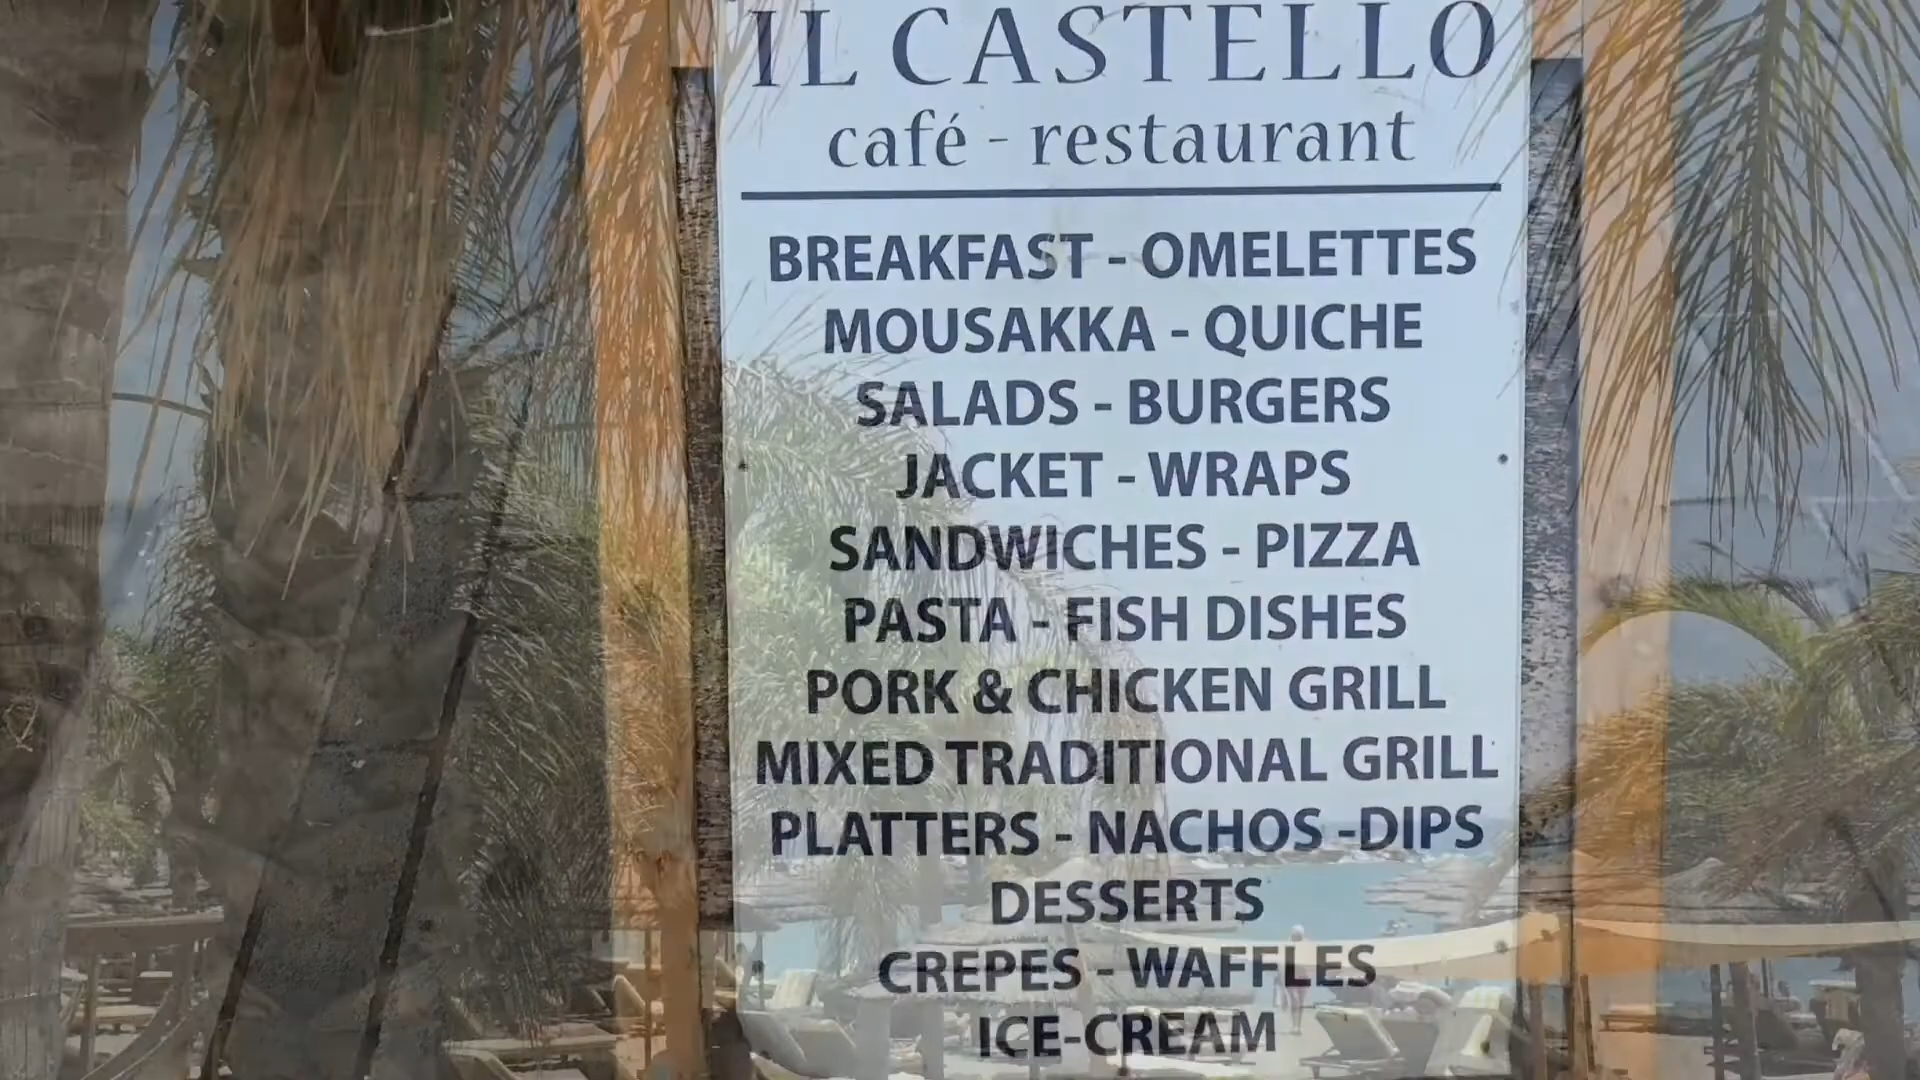 IL CASTELLO
café - restaurant
BREAKFAST - OMELETTES
MOUSAKKA - QUICHE
SALADS - BURGERS
JACKET - WRAPS
SANDWICHES - PIZZA
PASTA - FISH DISHES
PORK & CHICKEN GRILL
MIXED TRADITIONAL GRILL
PLATTERS - NACHOS -DIPS
DESSERTS
CREPES - WAFFLES
ICE-CREAM